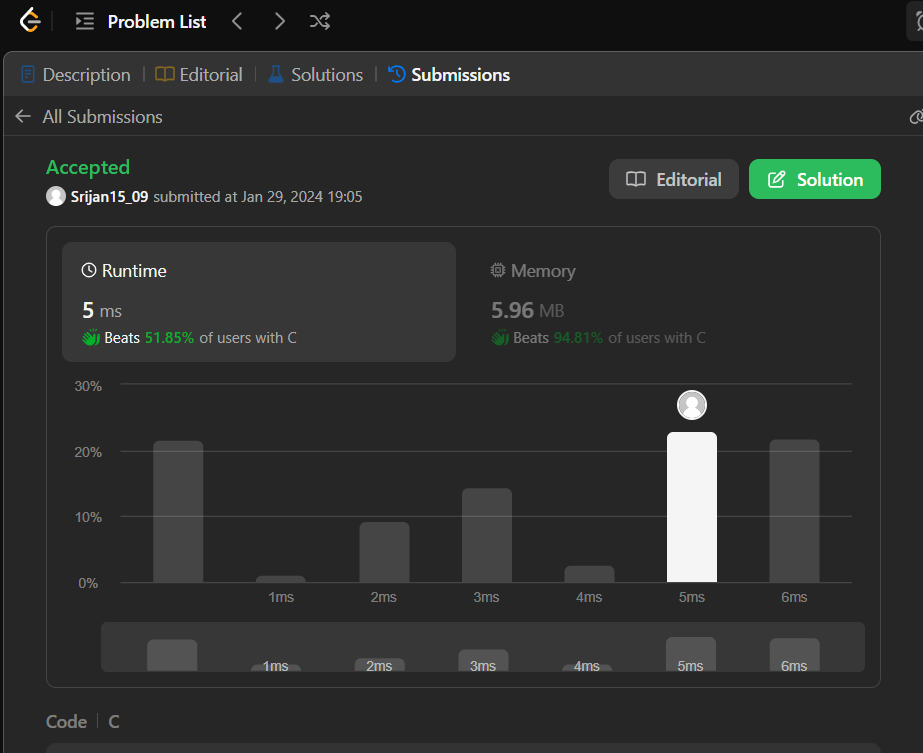 Problem List
Description | Editorial | Solutions | Submissions
All Submissions
Accepted
Srijan15_09 submitted at Jan 29, 2024 19:05
Editorial
Solution
Runtime
5 ms
Beats 51.85% of users with C
Memory
5.96 MB
Beats 94.81% of users with C
30%
20%
10%
0%
1ms 2ms 3ms 4ms 5ms 6ms
1ms 2ms 3ms 4ms 5ms 6ms
Code | C